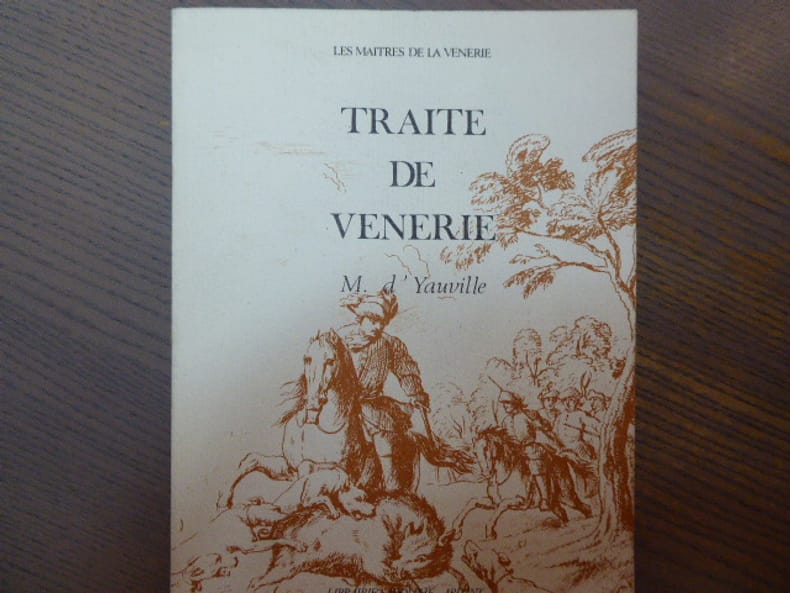 LES MAITRES DE LA VENERIE
TRAITE
DE
VENERIE
M. d'Yauville